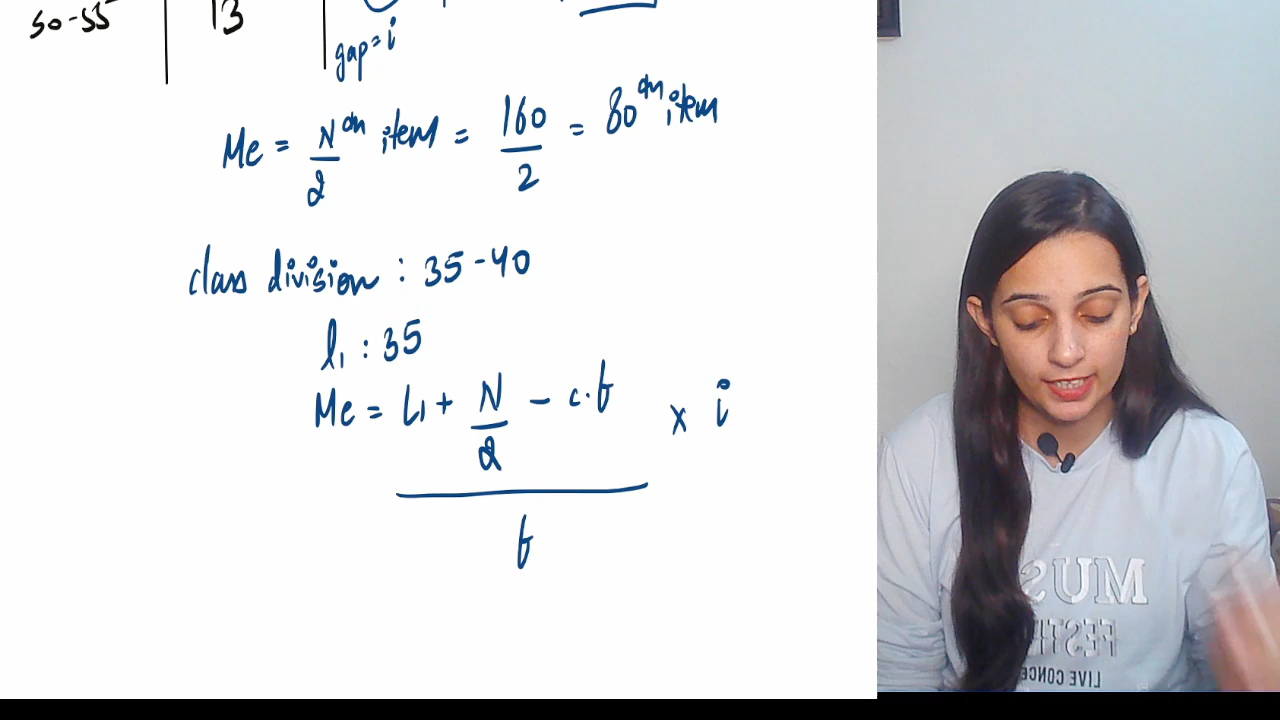 50-55 | 13
gap = i
Me = N/2 th item = 160/2 = 80th item
class division : 35-40
l₁ : 35
Me = L₁ + N/2 - c.f / f × i
MUS
FESTI
LIVE CONCE